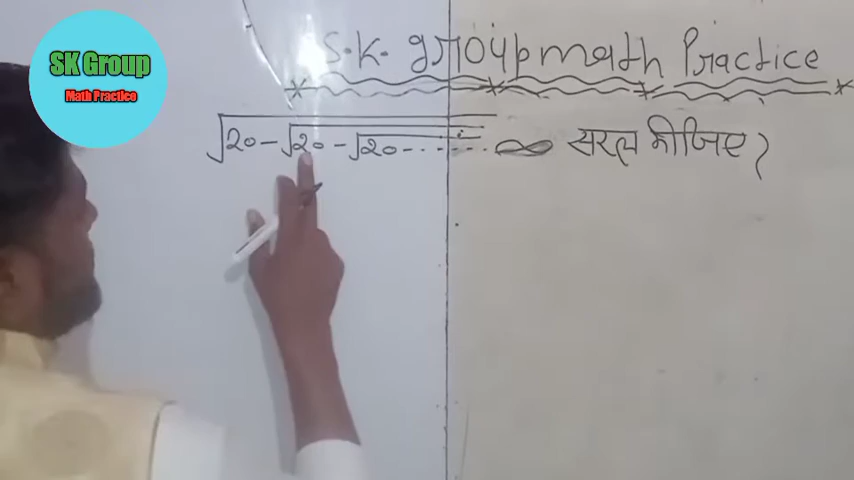 SK Group
Math Practice
S.K. group math Practice
√20 - √20 - √20 - ..... ∞ सरल कीजिए?